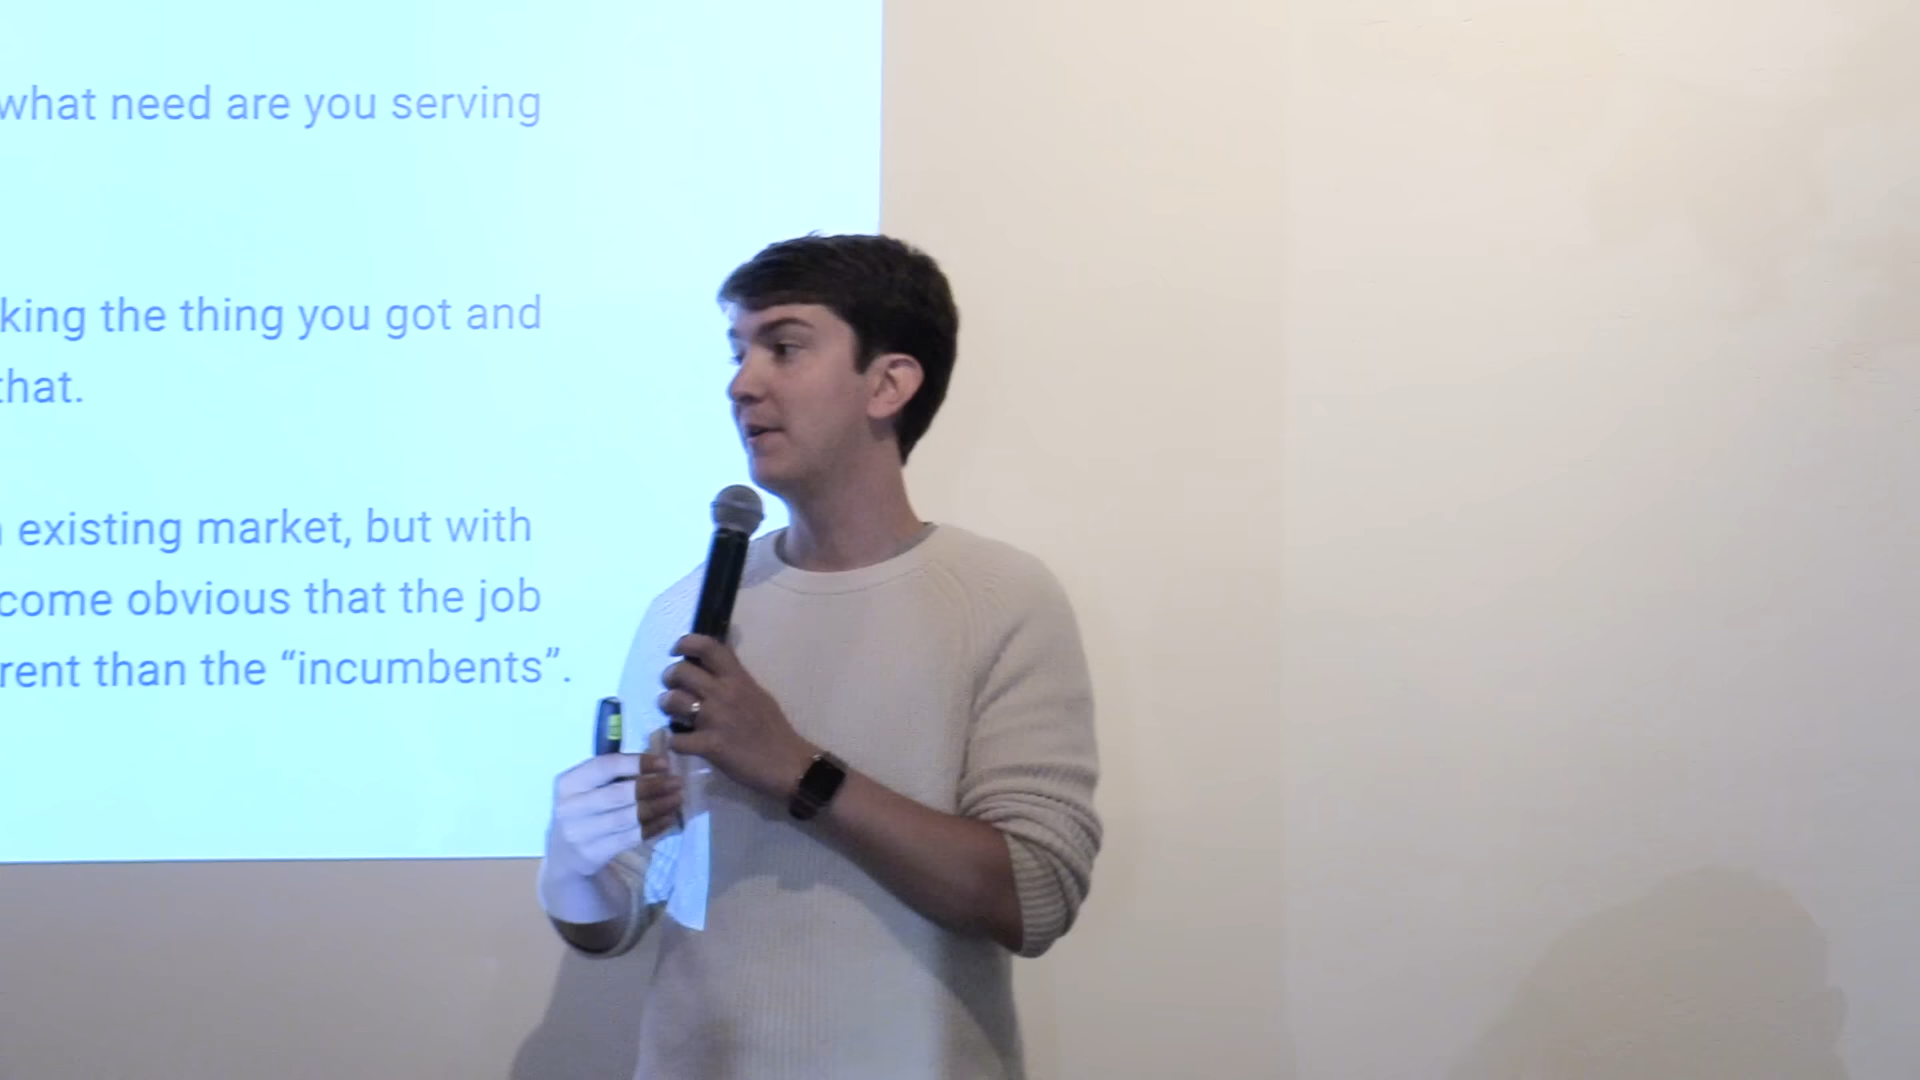 what need are you serving
king the thing you got and
that.
existing market, but with
come obvious that the job
rent than the “incumbents”.